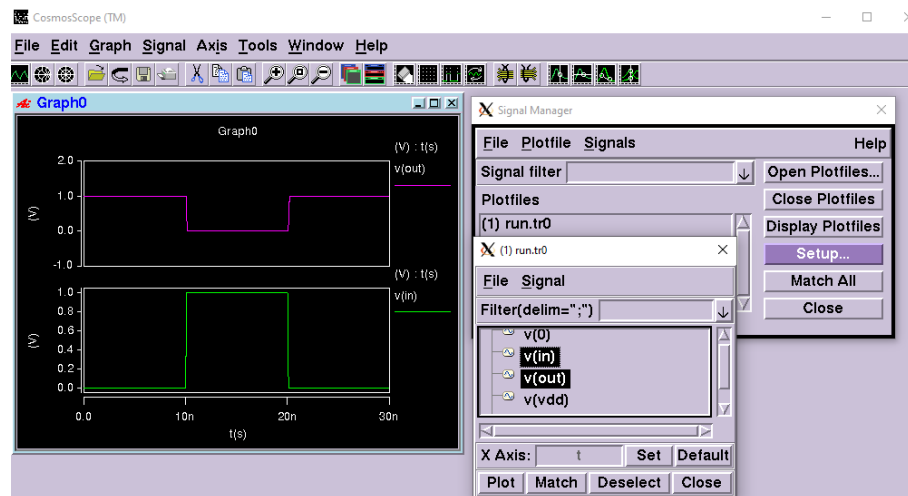 CosmosScope (TM)
File Edit Graph Signal Axis Tools Window Help
Graph0
Graph0
(V) : t(s)
v(out)
2.0
1.0
0.0
-1.0
(V)
(V) : t(s)
v(in)
1.0
0.8
0.6
0.4
0.2
0.0
(V)
0.0 10n 20n 30n
t(s)
Signal Manager
File Plotfile Signals Help
Signal filter
Plotfiles
(1) run.tr0
Open Plotfiles...
Close Plotfiles
Display Plotfiles
Setup...
Match All
Close
(1) run.tr0
File Signal
Filter(delim=";")
v(0)
v(in)
v(out)
v(vdd)
X Axis: t Set Default
Plot Match Deselect Close